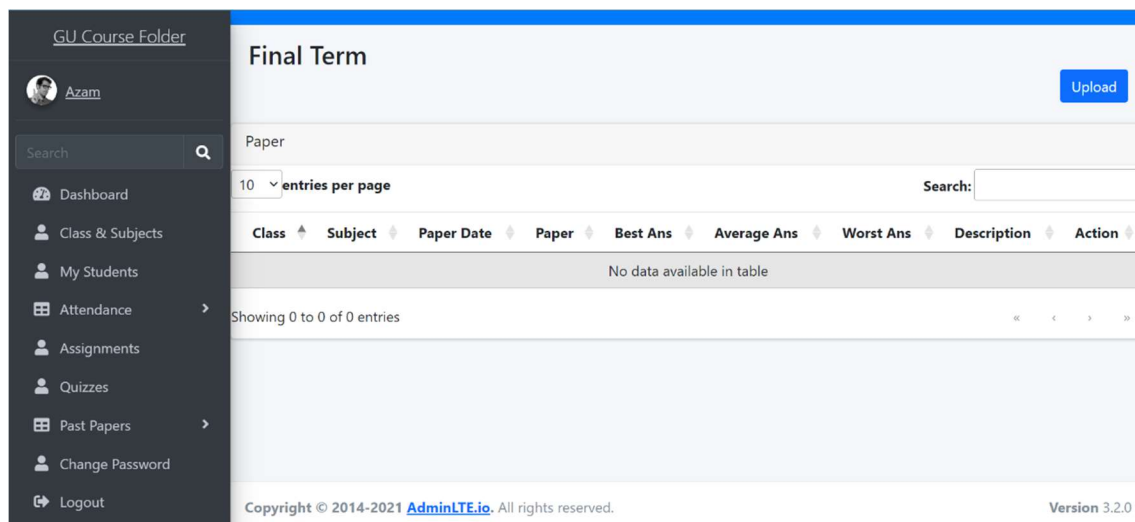 GU Course Folder
Azam
Search
Dashboard
Class & Subjects
My Students
Attendance
Assignments
Quizzes
Past Papers
Change Password
Logout
Final Term
Upload
Paper
10 entries per page
Search:
Class Subject Paper Date Paper Best Ans Average Ans Worst Ans Description Action
No data available in table
Showing 0 to 0 of 0 entries
« ‹ › »
Copyright © 2014-2021 AdminLTE.io. All rights reserved.
Version 3.2.0